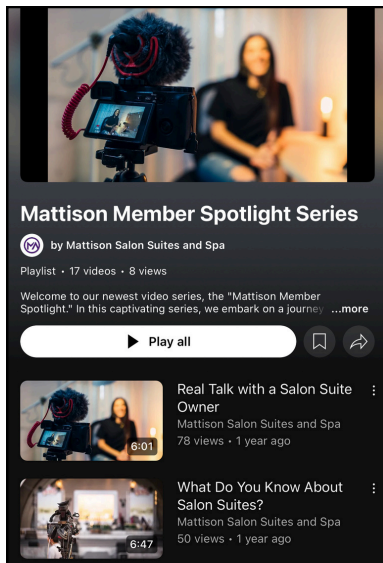 Mattison Member Spotlight Series
by Mattison Salon Suites and Spa
Playlist • 17 videos • 8 views
Welcome to our newest video series, the "Mattison Member
Spotlight." In this captivating series, we embark on a journey ...more
Play all
Real Talk with a Salon Suite
Owner
Mattison Salon Suites and Spa
78 views • 1 year ago
6:01
What Do You Know About
Salon Suites?
Mattison Salon Suites and Spa
50 views • 1 year ago
6:47